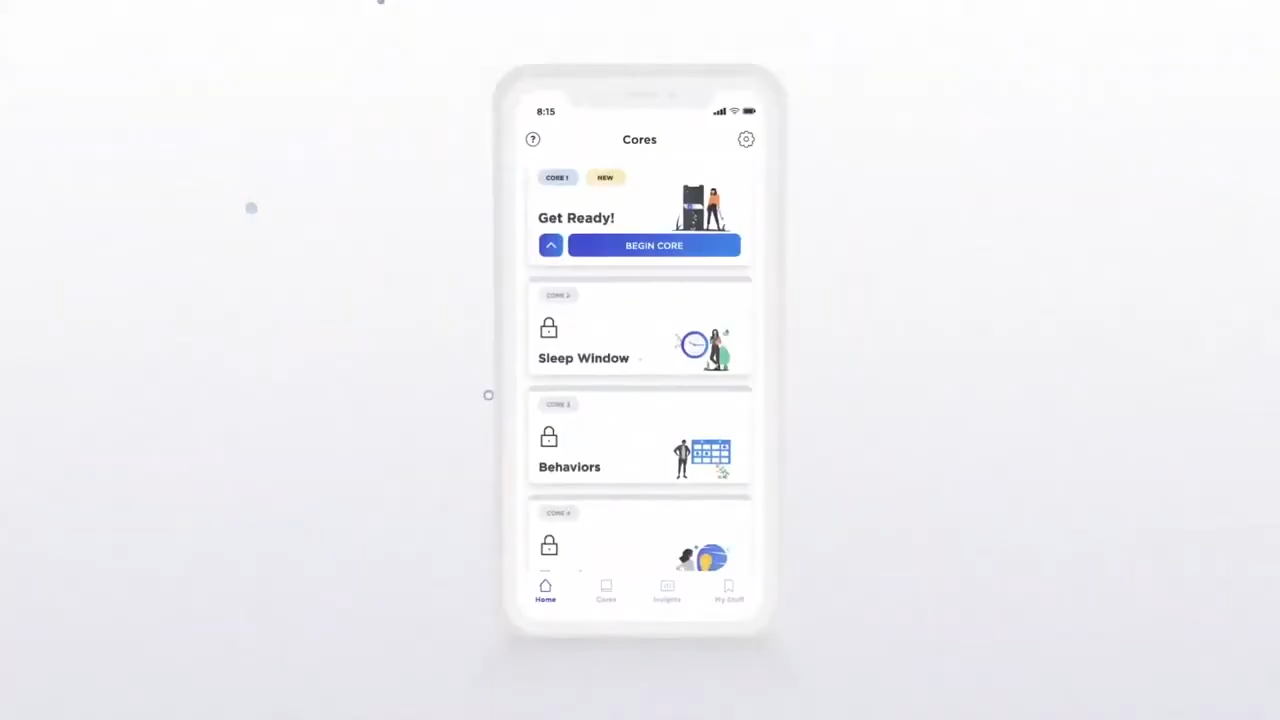 8:15
Cores
CORE 1 NEW
Get Ready!
BEGIN CORE
CORE 2
Sleep Window
CORE 3
Behaviors
CORE 4
Home Cores Insights My Stuff